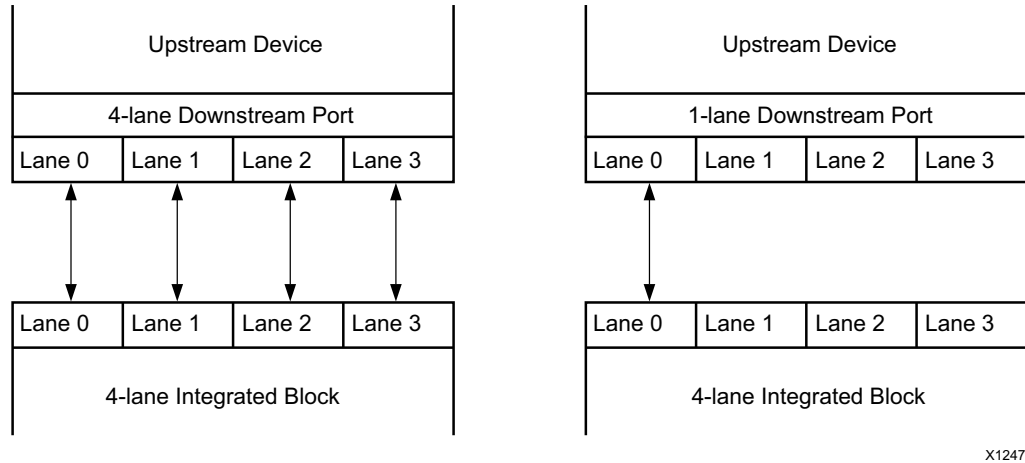 Upstream Device
4-lane Downstream Port
Lane 0 Lane 1 Lane 2 Lane 3
Lane 0 Lane 1 Lane 2 Lane 3
4-lane Integrated Block
Upstream Device
1-lane Downstream Port
Lane 0 Lane 1 Lane 2 Lane 3
Lane 0 Lane 1 Lane 2 Lane 3
4-lane Integrated Block
X1247